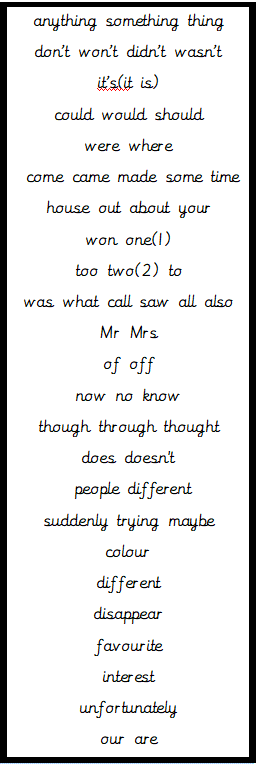 anything something thing
don't won't didn't wasn't
it's(it is)
could would should
were where
come came made some time
house out about your
won one(1)
too two(2) to
was what call saw all also
Mr Mrs
of off
now no know
though through thought
does doesn't
people different
suddenly trying maybe
colour
different
disappear
favourite
interest
unfortunately
our are